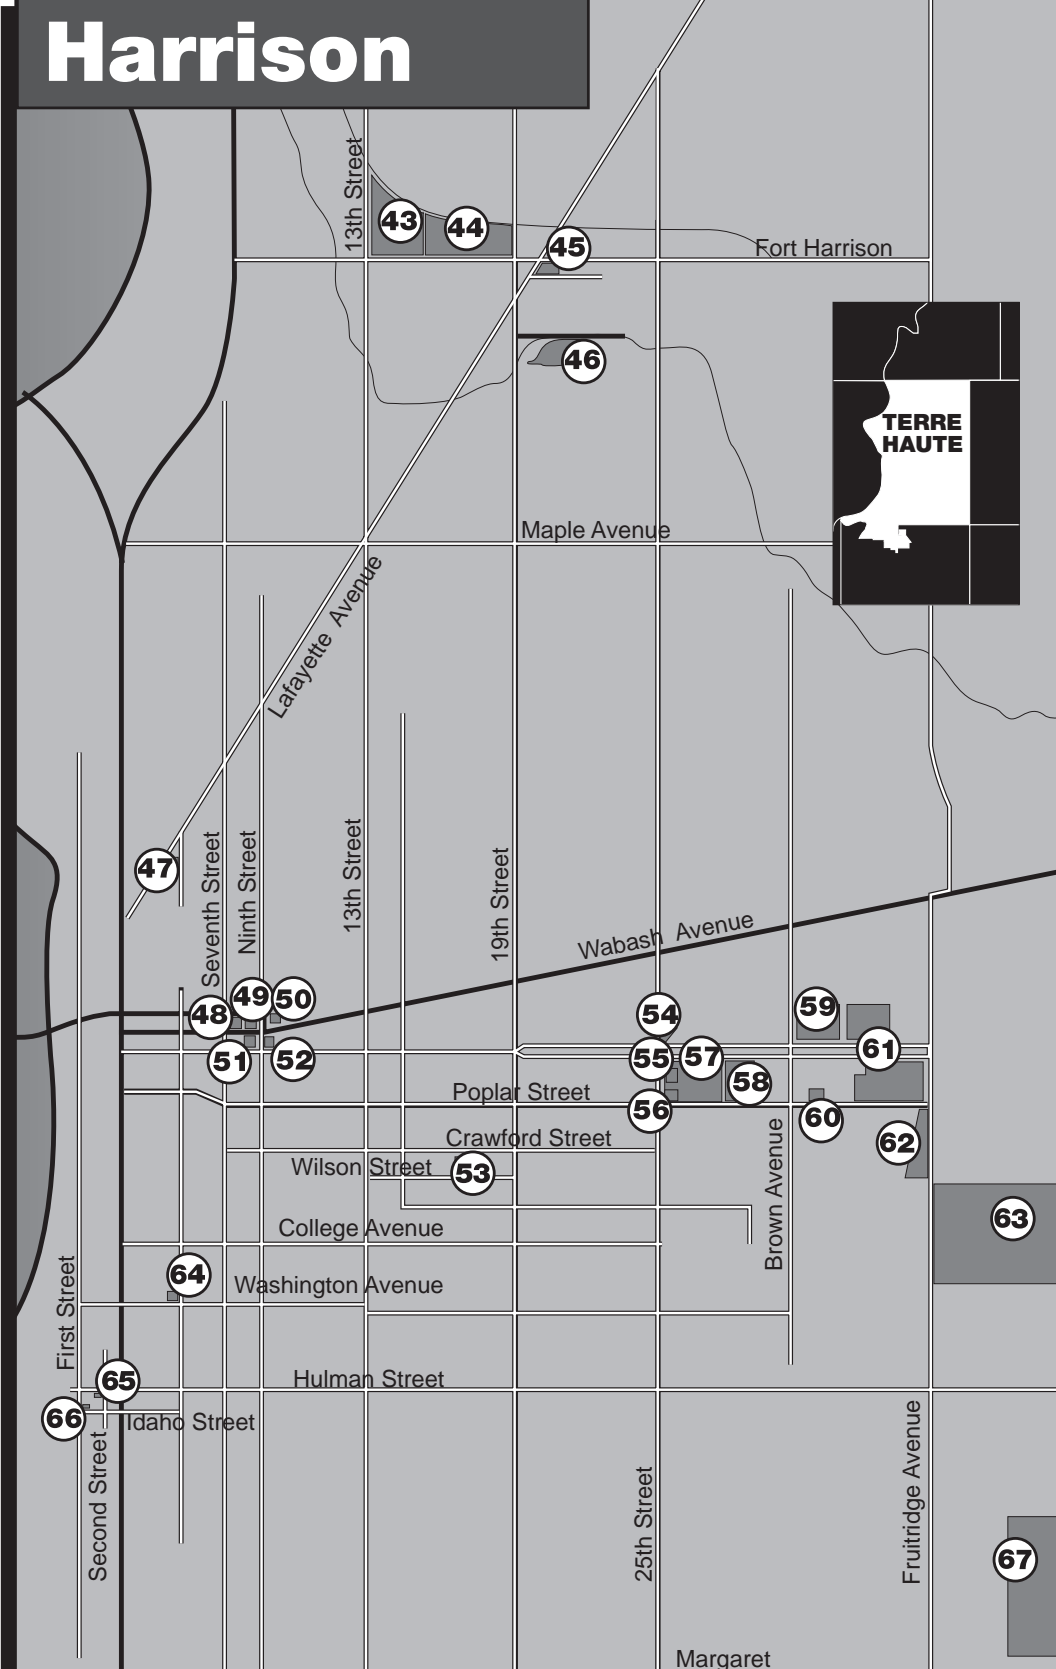 Harrison
13th Street
43
44
45
Fort Harrison
46
TERRE
HAUTE
Maple Avenue
Lafayette Avenue
47
Seventh Street
Ninth Street
13th Street
19th Street
Wabash Avenue
48
49
50
51
52
54
55
57
58
56
59
61
60
62
Poplar Street
Crawford Street
Wilson Street
53
College Avenue
Brown Avenue
63
64
Washington Avenue
First Street
65
Hulman Street
66
Idaho Street
Second Street
25th Street
Fruitridge Avenue
67
Margaret